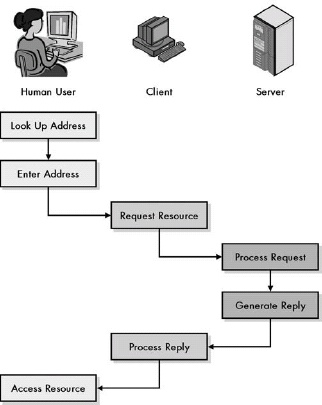 Human User
Client
Server
Look Up Address
Enter Address
Request Resource
Process Request
Generate Reply
Process Reply
Access Resource